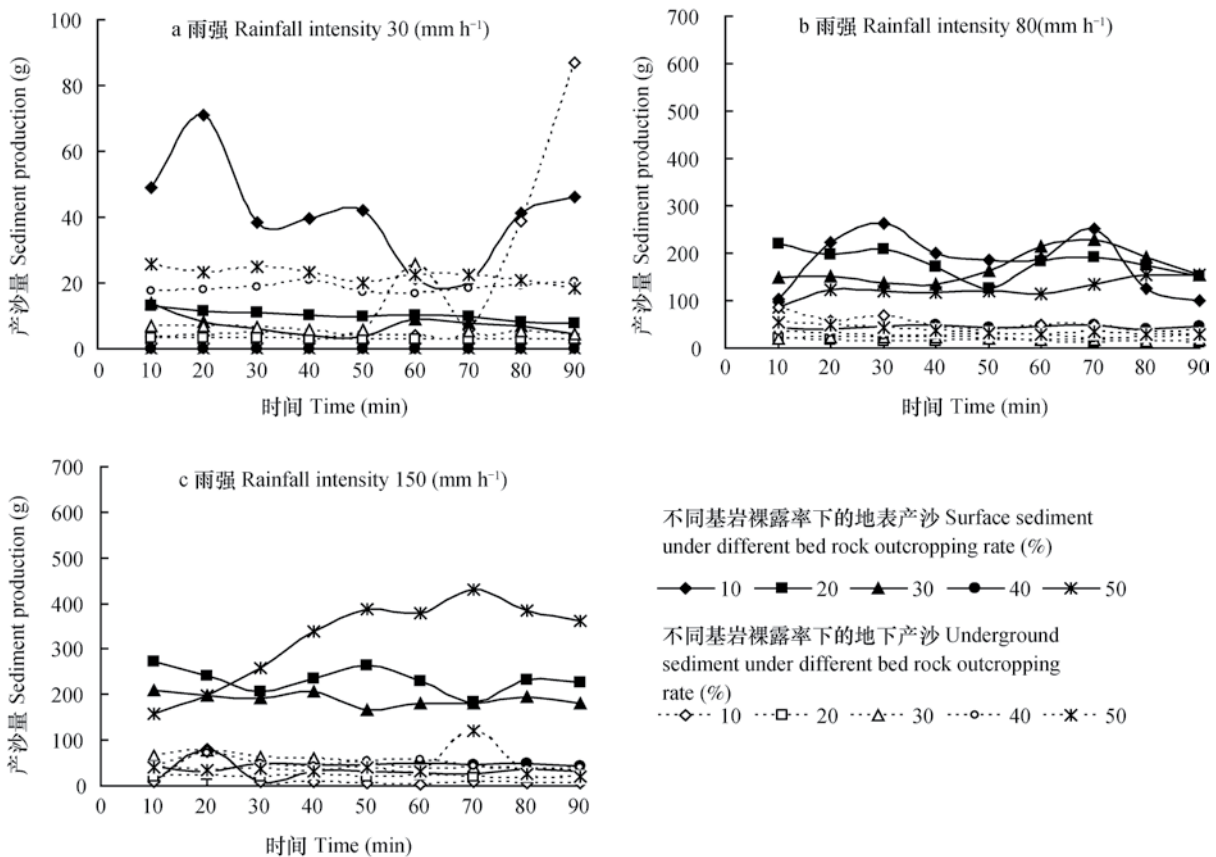 a 雨强 Rainfall intensity 30 (mm h⁻¹)
产沙量 Sediment production (g)
100
80
60
40
20
0
0 10 20 30 40 50 60 70 80 90
时间 Time (min)
b 雨强 Rainfall intensity 80(mm h⁻¹)
产沙量 Sediment production (g)
700
600
500
400
300
200
100
0
0 10 20 30 40 50 60 70 80 90
时间 Time (min)
c 雨强 Rainfall intensity 150 (mm h⁻¹)
产沙量 Sediment production (g)
700
600
500
400
300
200
100
0
0 10 20 30 40 50 60 70 80 90
时间 Time (min)
不同基岩裸露率下的地表产沙 Surface sediment
under different bed rock outcropping rate (%)
10 20 30 40 50
不同基岩裸露率下的地下产沙 Underground
sediment under different bed rock outcropping
rate (%)
10 20 30 40 50